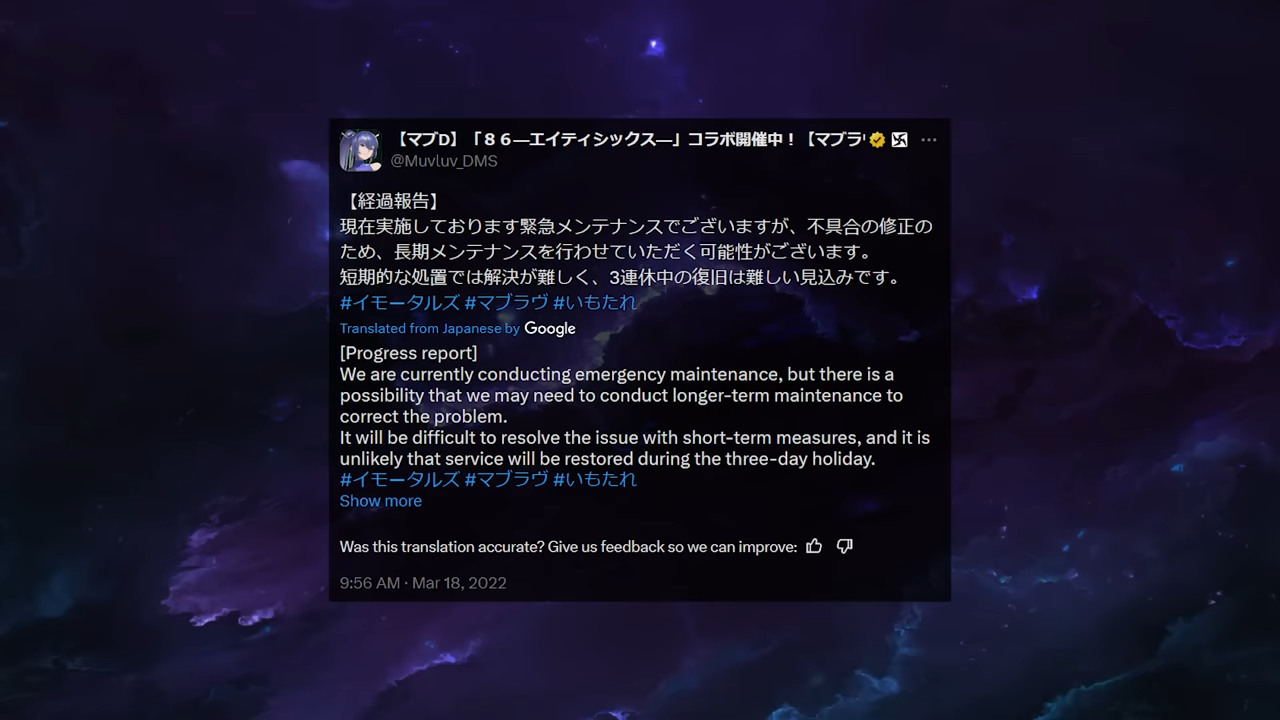 【マブD】「８６―エイティシックス―」コラボ開催中！【マブラヴ
@Muvluv_DMS
【経過報告】
現在実施しております緊急メンテナンスでございますが、不具合の修正の
ため、長期メンテナンスを行わせていただく可能性がございます。
短期的な処置では解決が難しく、3連休中の復旧は難しい見込みです。
#イモータルズ #マブラヴ #いもたれ
Translated from Japanese by Google
[Progress report]
We are currently conducting emergency maintenance, but there is a
possibility that we may need to conduct longer-term maintenance to
correct the problem.
It will be difficult to resolve the issue with short-term measures, and it is
unlikely that service will be restored during the three-day holiday.
#イモータルズ #マブラヴ #いもたれ
Show more
Was this translation accurate? Give us feedback so we can improve:
9:56 AM · Mar 18, 2022